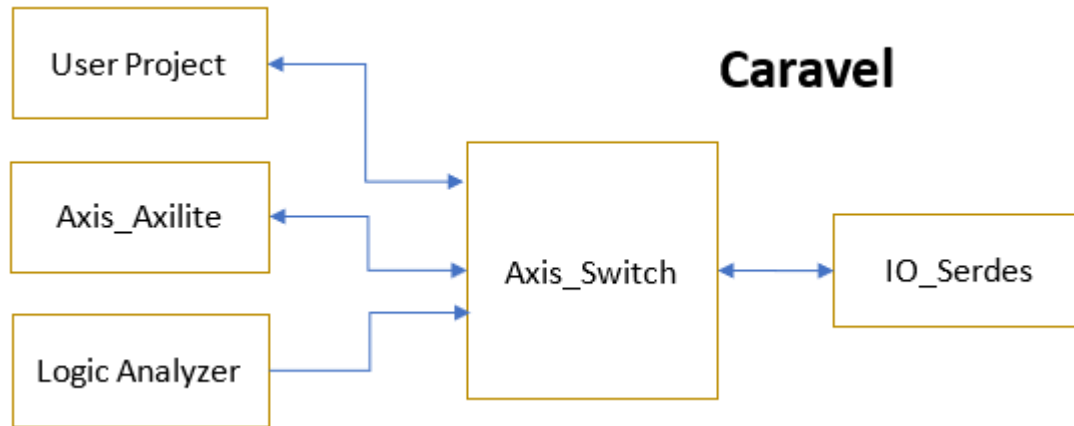 User Project
Caravel
Axis_Axilite
Axis_Switch
IO_Serdes
Logic Analyzer